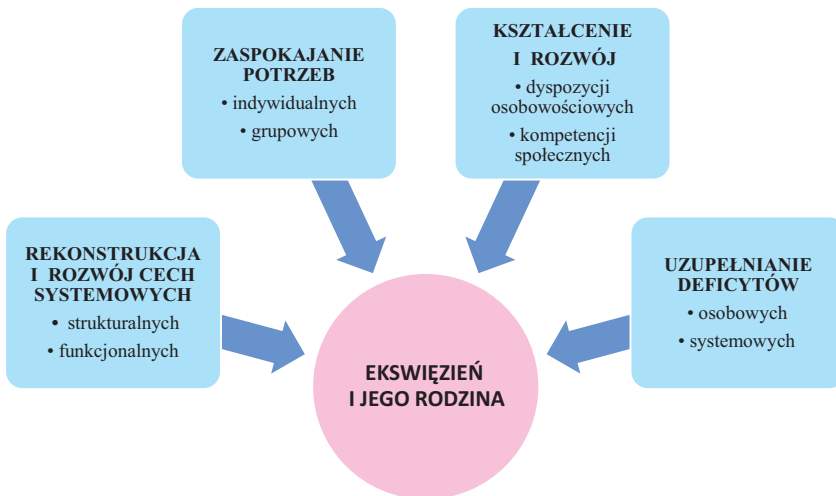 ZASPOKAJANIE
POTRZEB
• indywidualnych
• grupowych
KSZTAŁCENIE
I ROZWÓJ
• dyspozycji
osobowościowych
• kompetencji
społecznych
REKONSTRUKCJA
I ROZWÓJ CECH
SYSTEMOWYCH
• strukturalnych
• funkcjonalnych
UZUPEŁNIANIE
DEFICYTÓW
• osobowych
• systemowych
EKSWIĘZIEŃ
I JEGO RODZINA